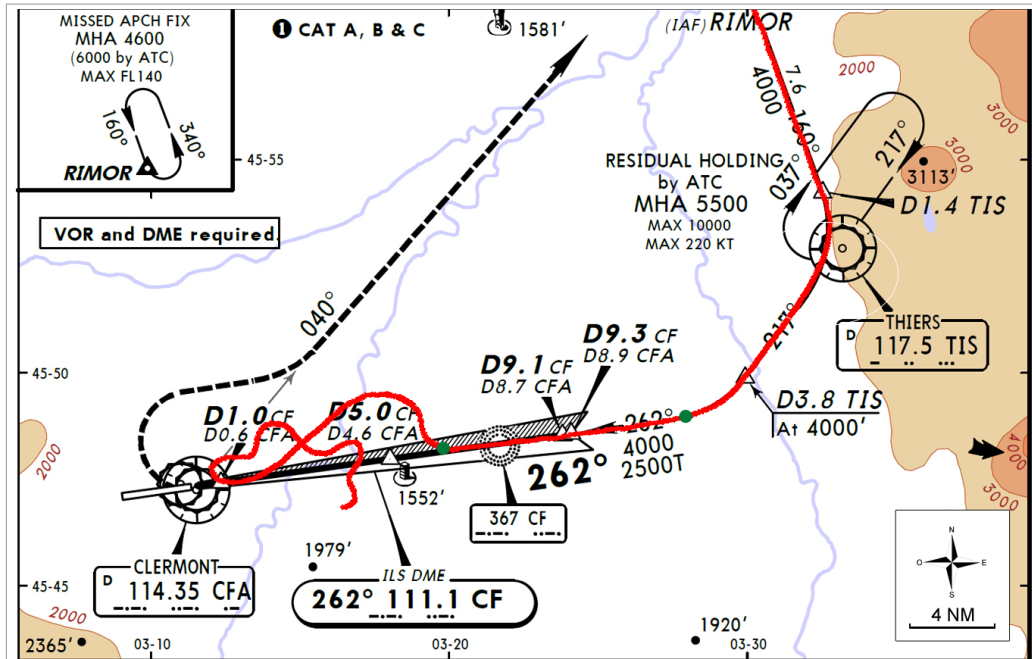 MISSED APCH FIX
MHA 4600
(6000 by ATC)
MAX FL140
160°
340°
RIMOR
1 CAT A, B & C
1581'
(IAF) RIMOR
2000
3000
7.6
4000
160°
45-55
RESIDUAL HOLDING
by ATC
MHA 5500
MAX 10000
MAX 220 KT
037°
217°
3000
3113'
D1.4 TIS
VOR and DME required.
040°
217°
THIERS
D 117.5 TIS
45-50
D9.3 CF
D8.9 CFA
D9.1 CF
D8.7 CFA
D3.8 TIS
At 4000'
D1.0 CF
D0.6 CFA
D5.0 CF
D4.6 CFA
262°
4000
2500T
262°
2000
4000
3000
1552'
367 CF
CLERMONT
D 114.35 CFA
1979'
ILS DME
262° 111.1 CF
45-45
2000
2365'
1920'
03-10
03-20
03-30
N
O
E
S
4 NM